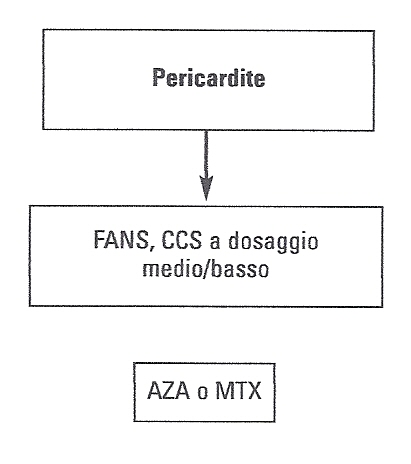 Pericardite
FANS, CCS a dosaggio
medio/basso
AZA o MTX